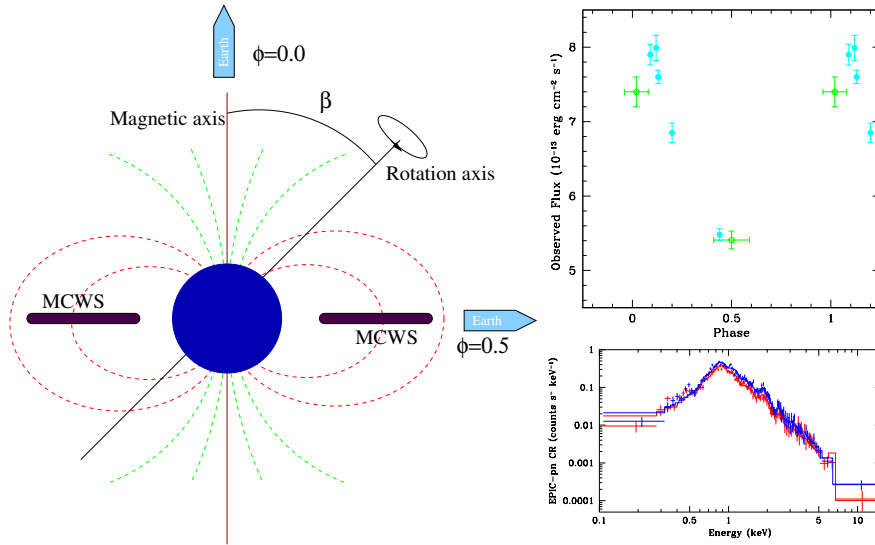 Earth
ϕ=0.0
β
Magnetic axis
Rotation axis
MCWS
MCWS
Earth
ϕ=0.5
Observed Flux (10⁻¹³ erg cm⁻² s⁻¹)
8
7
6
5
0
0.5
1
Phase
EPIC-pn CR (counts s⁻¹ keV⁻¹)
1
0.1
0.01
0.001
0.0001
0.1
0.5
1
5
10
Energy (keV)